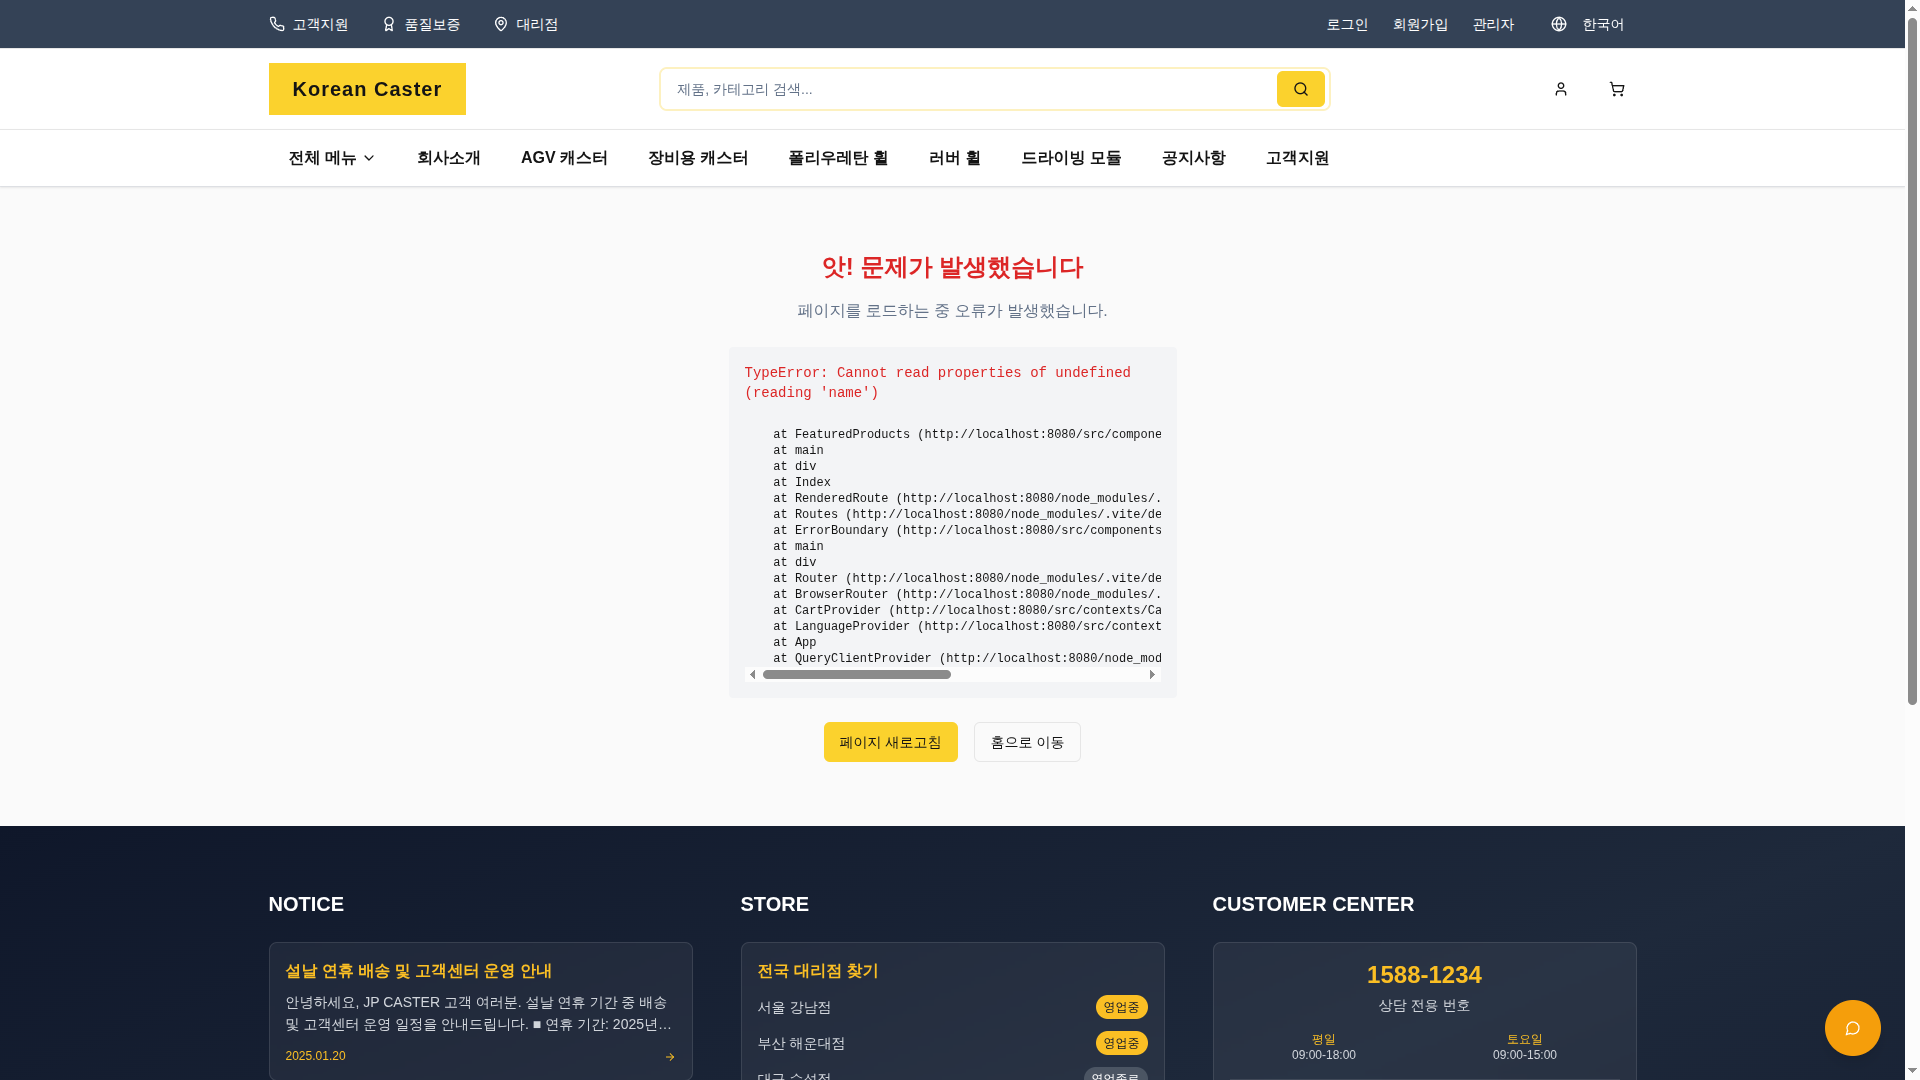 고객지원 품질보증 대리점 로그인 회원가입 관리자 한국어
Korean Caster 제품, 카테고리 검색...
전체 메뉴 회사소개 AGV 캐스터 장비용 캐스터 폴리우레탄 휠 러버 휠 드라이빙 모듈 공지사항 고객지원
앗! 문제가 발생했습니다
페이지를 로드하는 중 오류가 발생했습니다.
TypeError: Cannot read properties of undefined
(reading 'name')
at FeaturedProducts (http://localhost:8080/src/compone
at main
at div
at Index
at RenderedRoute (http://localhost:8080/node_modules/.
at Routes (http://localhost:8080/node_modules/.vite/de
at ErrorBoundary (http://localhost:8080/src/components
at main
at div
at Router (http://localhost:8080/node_modules/.vite/de
at BrowserRouter (http://localhost:8080/node_modules/.
at CartProvider (http://localhost:8080/src/contexts/Ca
at LanguageProvider (http://localhost:8080/src/context
at App
at QueryClientProvider (http://localhost:8080/node_mod
페이지 새로고침 홈으로 이동
NOTICE
설날 연휴 배송 및 고객센터 운영 안내
안녕하세요, JP CASTER 고객 여러분. 설날 연휴 기간 중 배송
및 고객센터 운영 일정을 안내드립니다. ■ 연휴 기간: 2025년...
2025.01.20
STORE
전국 대리점 찾기
서울 강남점 영업중
부산 해운대점 영업중
대구 수성점 영업종료
CUSTOMER CENTER
1588-1234
상담 전용 번호
평일 토요일
09:00-18:00 09:00-15:00